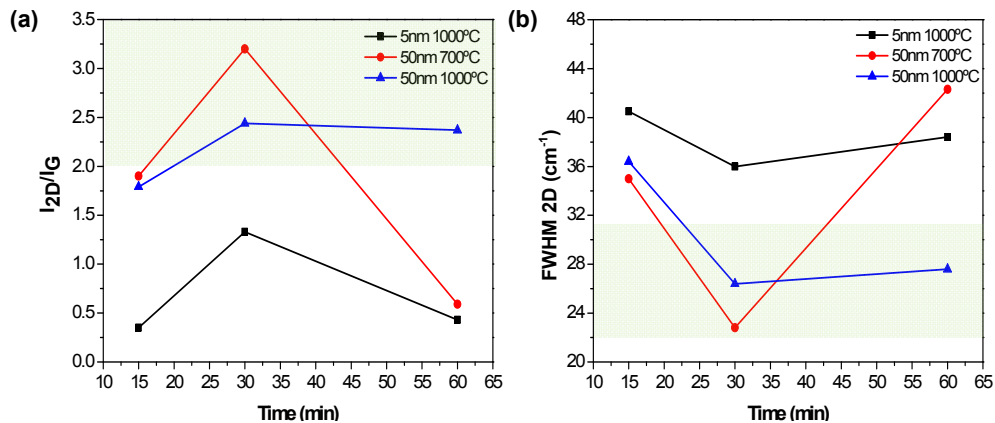 (a)
3.5
3.0
2.5
2.0
1.5
1.0
0.5
0.0
I2D/IG
5nm 1000ºC
50nm 700ºC
50nm 1000ºC
10 15 20 25 30 35 40 45 50 55 60 65
Time (min)
(b)
48
44
40
36
32
28
24
20
FWHM 2D (cm-1)
5nm 1000ºC
50nm 700ºC
50nm 1000ºC
10 15 20 25 30 35 40 45 50 55 60 65
Time (min)